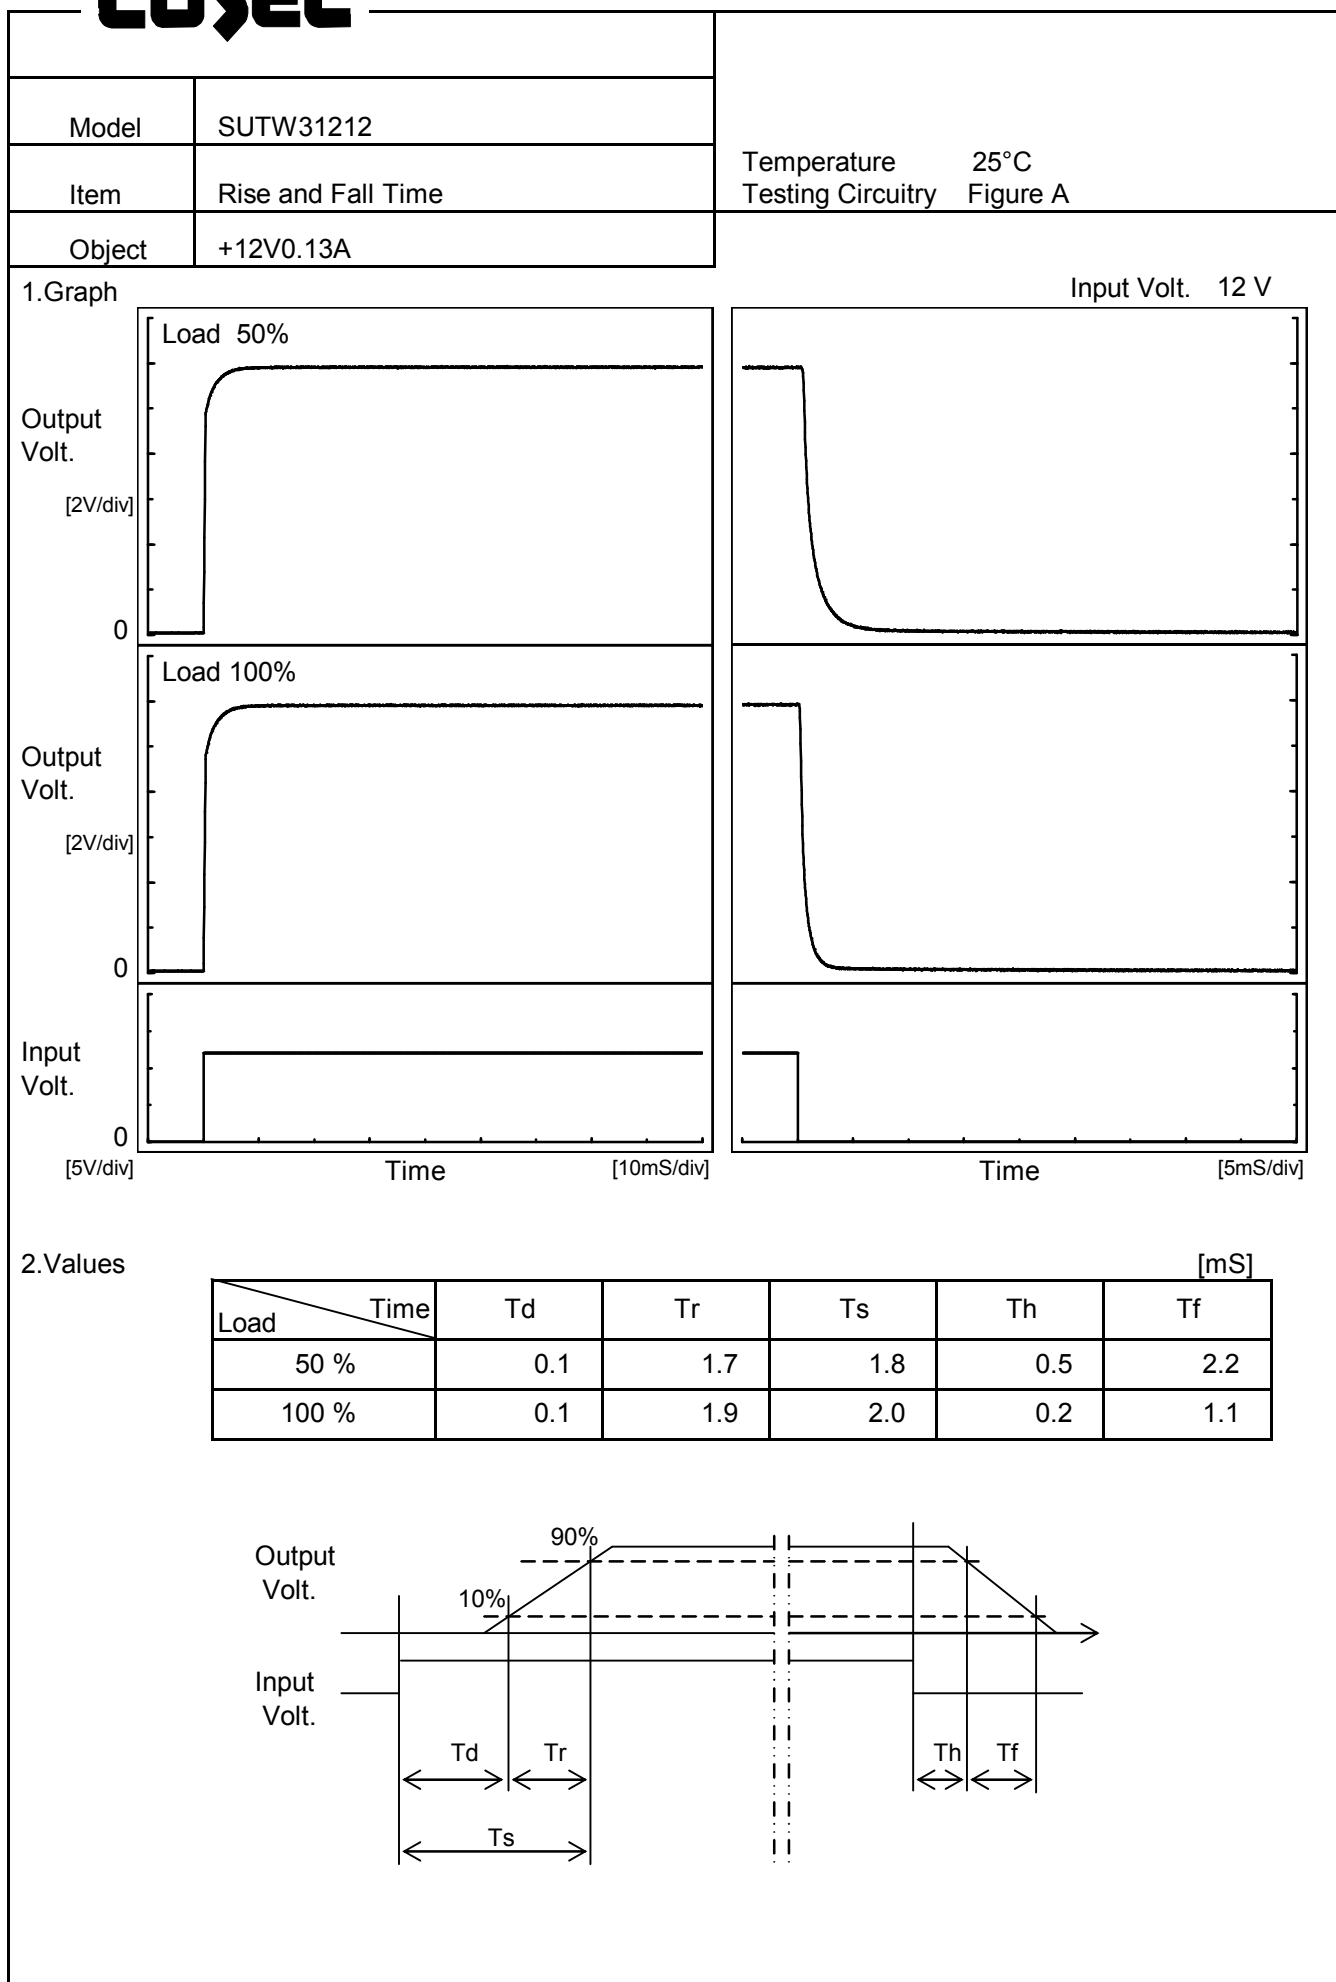 COSEL
Model SUTW31212
Item Rise and Fall Time
Temperature 25°C
Testing Circuitry Figure A
Object +12V0.13A
1.Graph
Input Volt. 12 V
Load 50%
Output
Volt.
[2V/div]
0
Load 100%
Output
Volt.
[2V/div]
0
Input
Volt.
0
[5V/div] Time [10mS/div] Time [5mS/div]
2.Values [mS]
Load Time Td Tr Ts Th Tf
50 % 0.1 1.7 1.8 0.5 2.2
100 % 0.1 1.9 2.0 0.2 1.1
90%
Output
Volt.
10%
Input
Volt.
Td Tr Th Tf
Ts